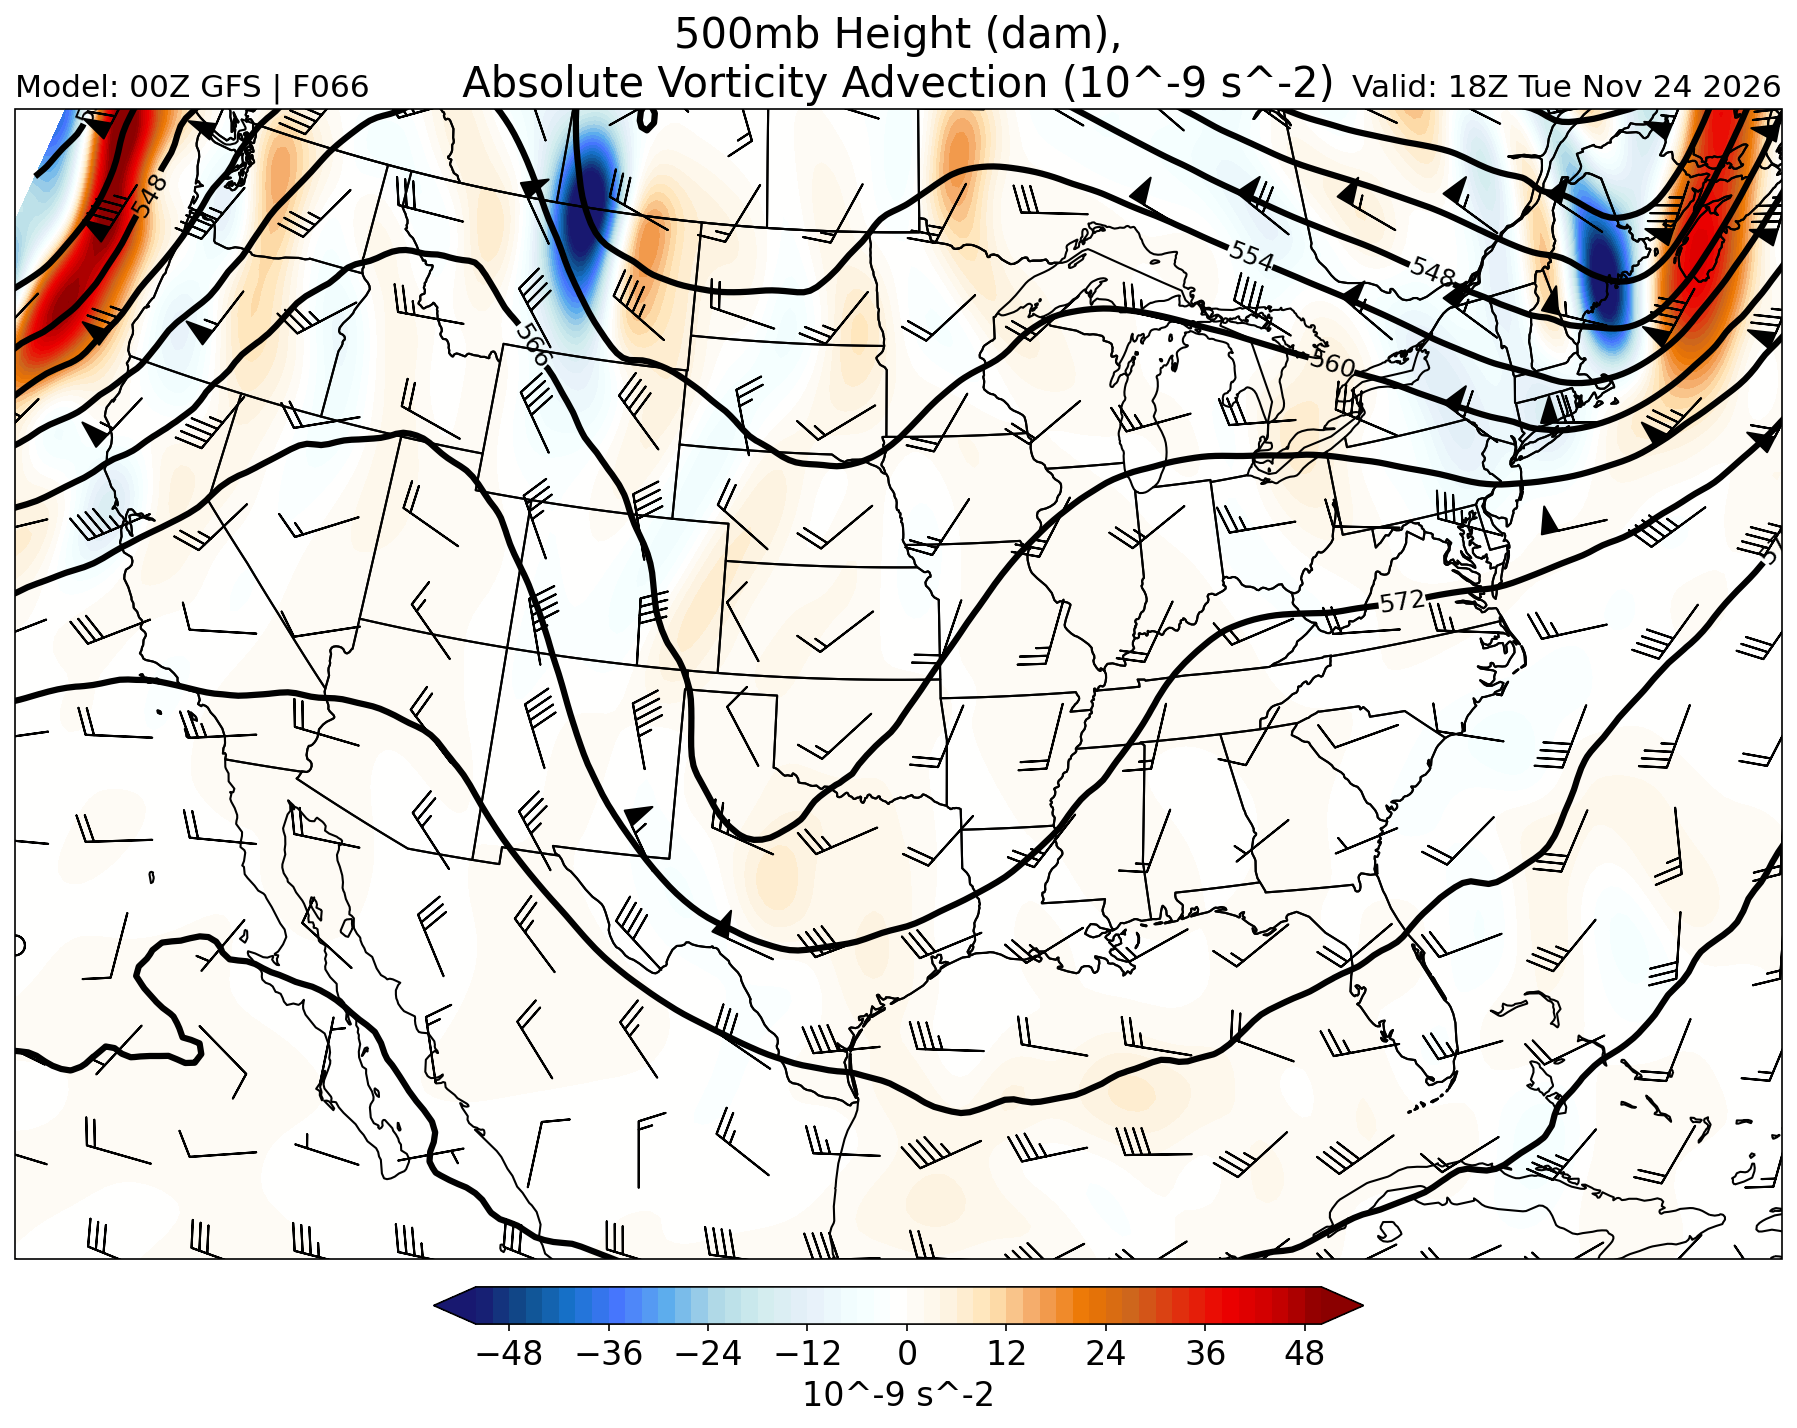 500mb Height (dam),
Model: 00Z GFS | F066
Absolute Vorticity Advection (10^-9 s^-2)
Valid: 18Z Tue Nov 24 2026
548
554
548
566
560
572
−48 −36 −24 −12 0 12 24 36 48
10^-9 s^-2